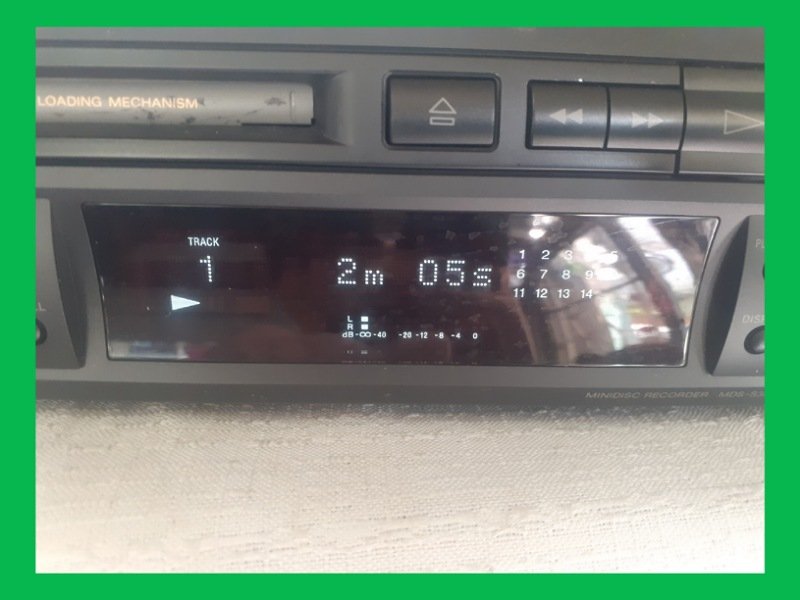 LOADING MECHANISM
TRACK
1
2m 05s
1 2 3
6 7 8 9
11 12 13 14
L
R
dB -∞ -40 -20 -12 -8 -4 0
MINIDISC RECORDER